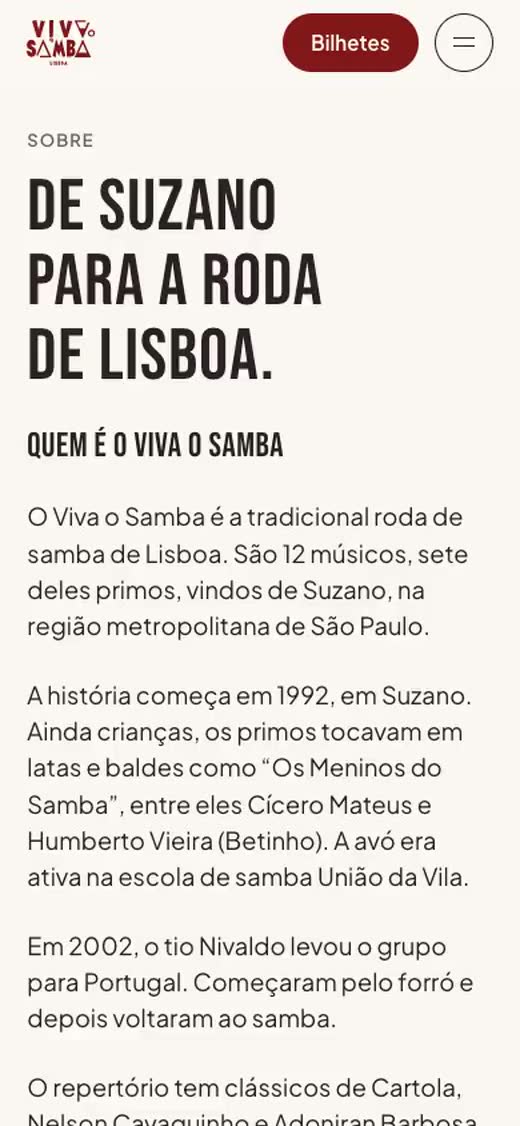 VIVA O
SAMBA
LISBOA
Bilhetes
SOBRE
DE SUZANO
PARA A RODA
DE LISBOA.
QUEM É O VIVA O SAMBA
O Viva o Samba é a tradicional roda de
samba de Lisboa. São 12 músicos, sete
deles primos, vindos de Suzano, na
região metropolitana de São Paulo.
A história começa em 1992, em Suzano.
Ainda crianças, os primos tocavam em
latas e baldes como “Os Meninos do
Samba”, entre eles Cícero Mateus e
Humberto Vieira (Betinho). A avó era
ativa na escola de samba União da Vila.
Em 2002, o tio Nivaldo levou o grupo
para Portugal. Começaram pelo forró e
depois voltaram ao samba.
O repertório tem clássicos de Cartola,
Nelson Cavaquinho e Adoniran Barbosa